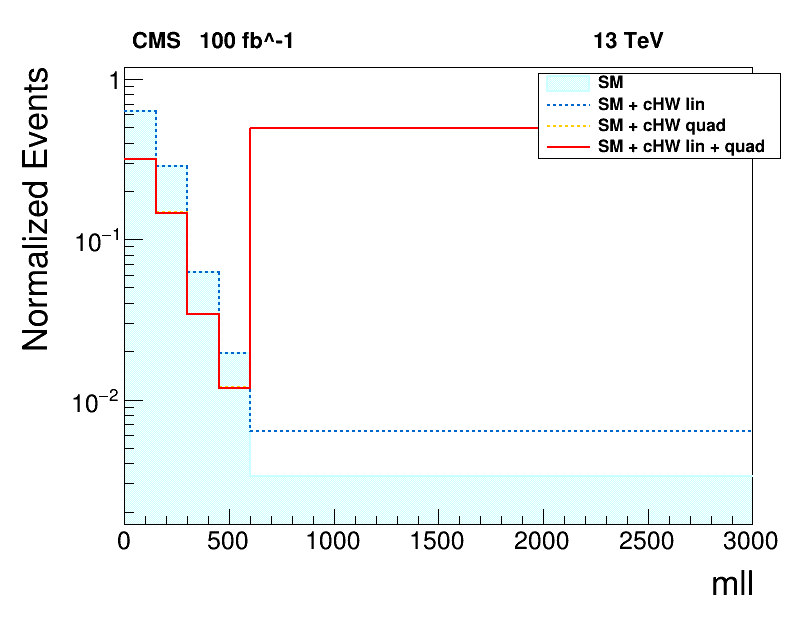 CMS 100 fb^-1 13 TeV
Normalized Events
1
10−1
10−2
SM
SM + cHW lin
SM + cHW quad
SM + cHW lin + quad
0 500 1000 1500 2000 2500 3000
mll